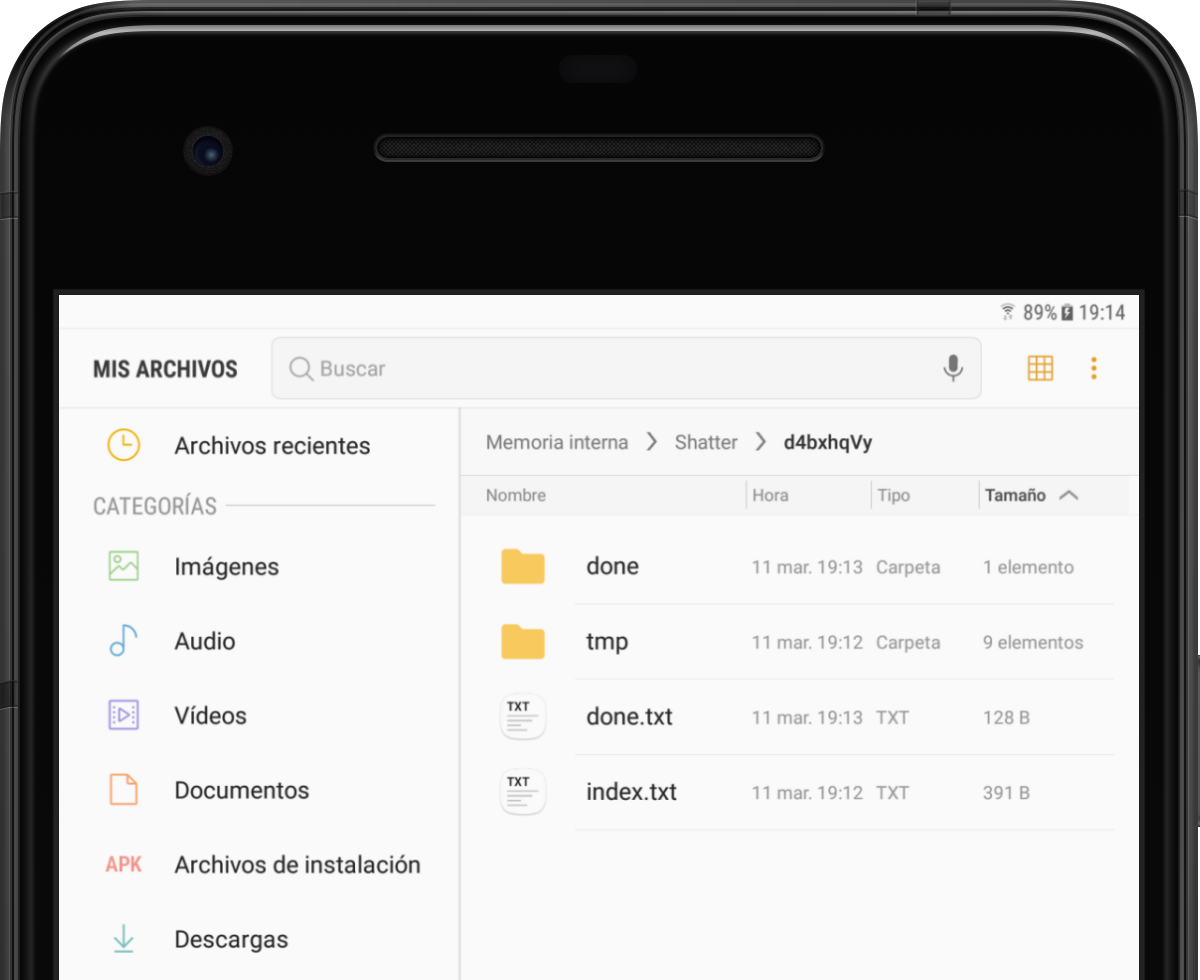 89% 19:14
MIS ARCHIVOS Buscar
Archivos recientes
CATEGORÍAS
Imágenes
Audio
Vídeos
Documentos
APK Archivos de instalación
Descargas
Memoria interna > Shatter > d4bxhqVy
Nombre Hora Tipo Tamaño
done 11 mar. 19:13 Carpeta 1 elemento
tmp 11 mar. 19:12 Carpeta 9 elementos
TXT done.txt 11 mar. 19:13 TXT 128 B
TXT index.txt 11 mar. 19:12 TXT 391 B